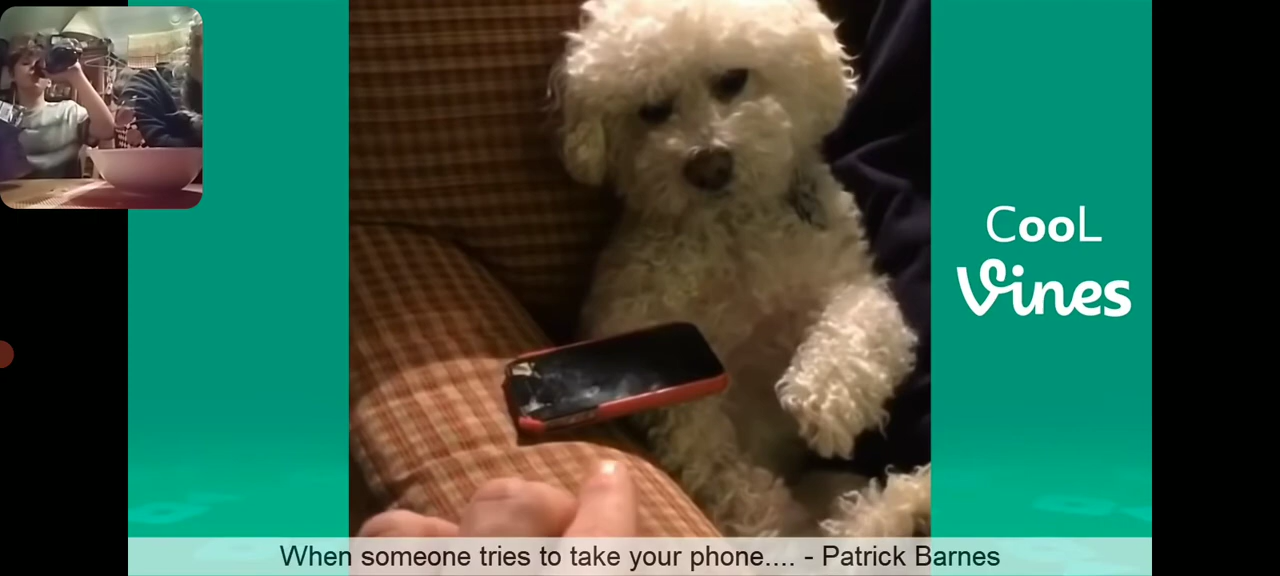 CooL
Vines
When someone tries to take your phone.... - Patrick Barnes